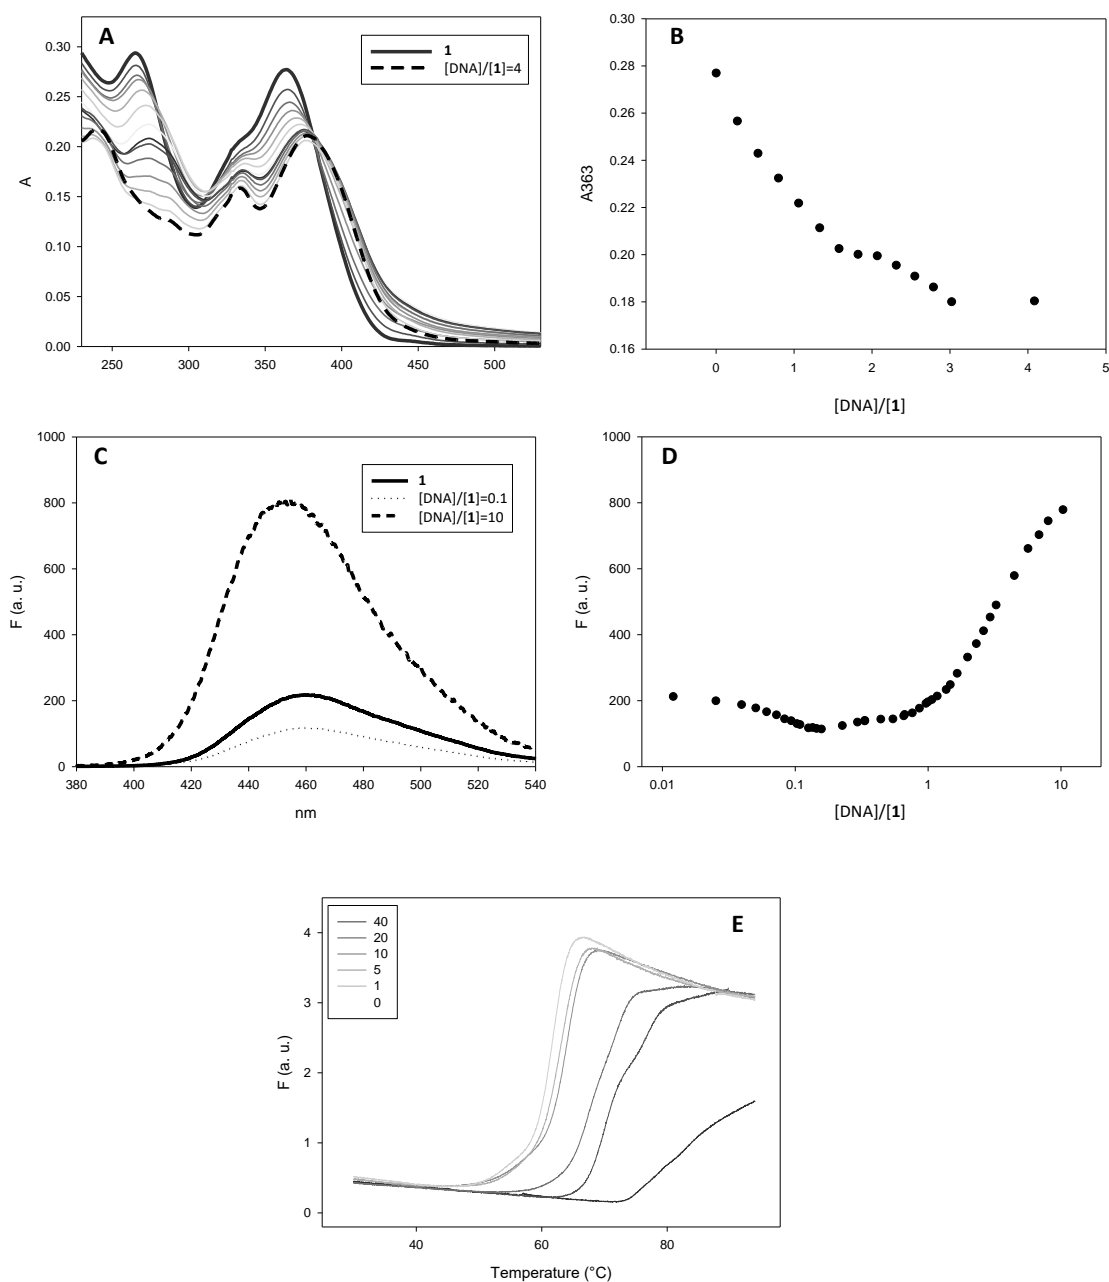 A
1
[DNA]/[1]=4
0.30
0.25
0.20
0.15
0.10
0.05
0.00
A
250 300 350 400 450 500
B
0.30
0.28
0.26
0.24
0.22
0.20
0.18
0.16
A363
0 1 2 3 4 5
[DNA]/[1]
C
1
[DNA]/[1]=0.1
[DNA]/[1]=10
1000
800
600
400
200
0
F (a. u.)
380 400 420 440 460 480 500 520 540
nm
D
1000
800
600
400
200
0
F (a. u.)
0.01 0.1 1 10
[DNA]/[1]
E
40
20
10
5
1
0
4
3
2
1
0
F (a. u.)
40 60 80
Temperature (°C)